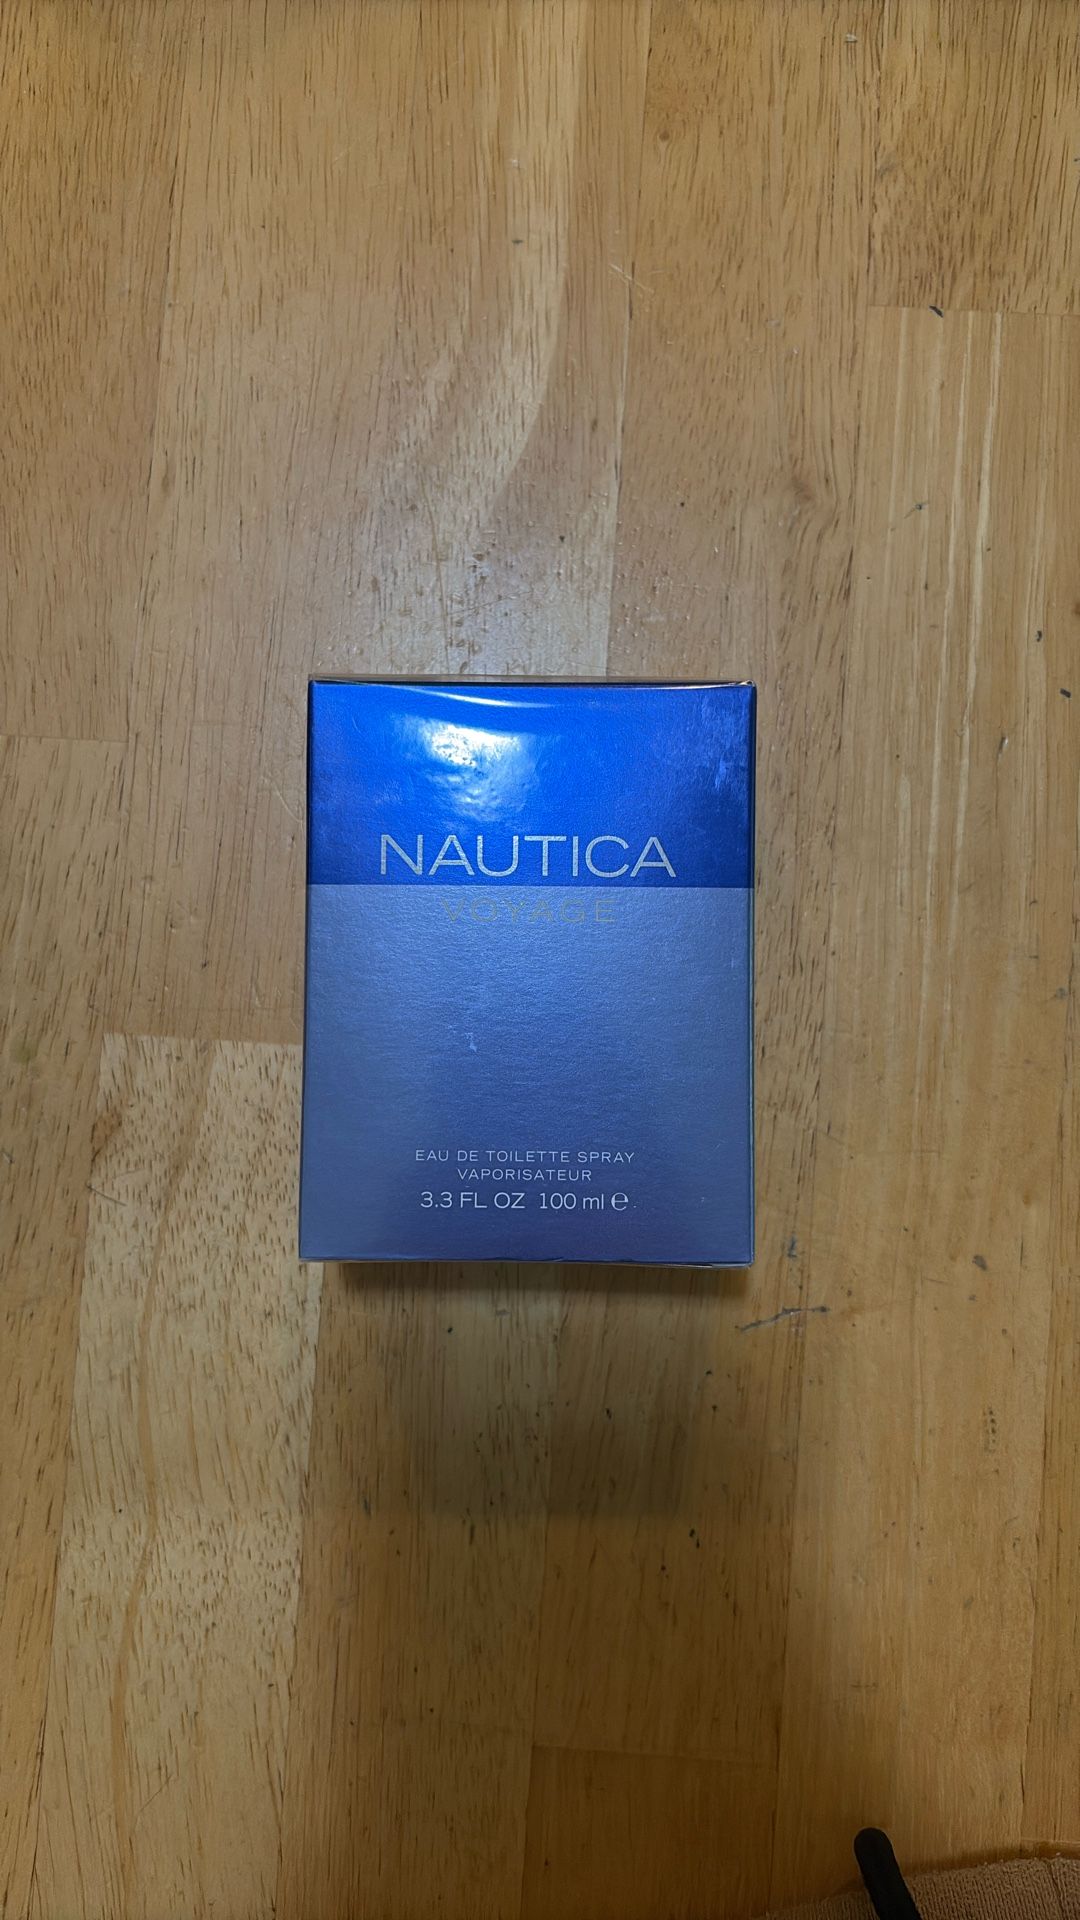 NAUTICA
VOYAGE
EAU DE TOILETTE SPRAY
VAPORISATEUR
3.3 FL OZ 100 ml ℮